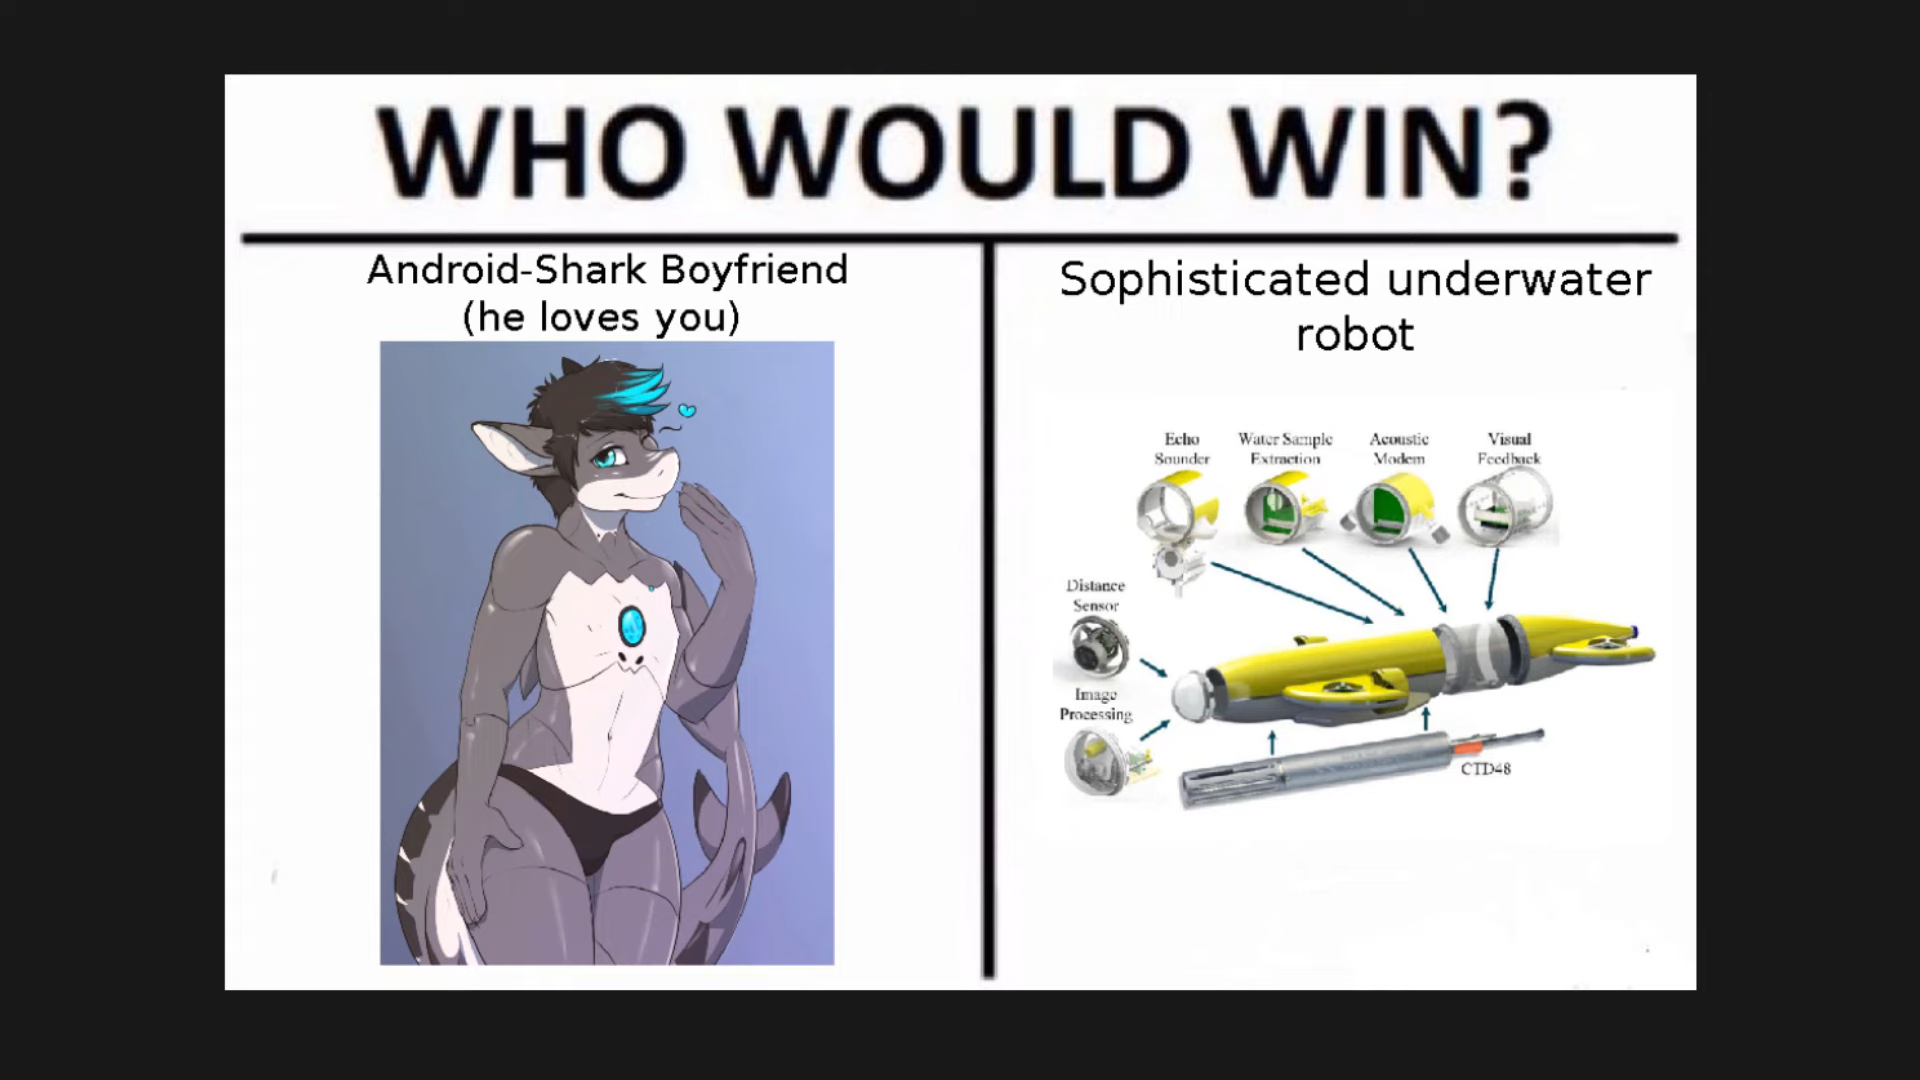 WHO WOULD WIN?
Android-Shark Boyfriend
(he loves you)
Sophisticated underwater
robot
Echo
Sounder
Water Sample
Extraction
Acoustic
Modem
Visual
Feedback
Distance
Sensor
Image
Processing
CTD48